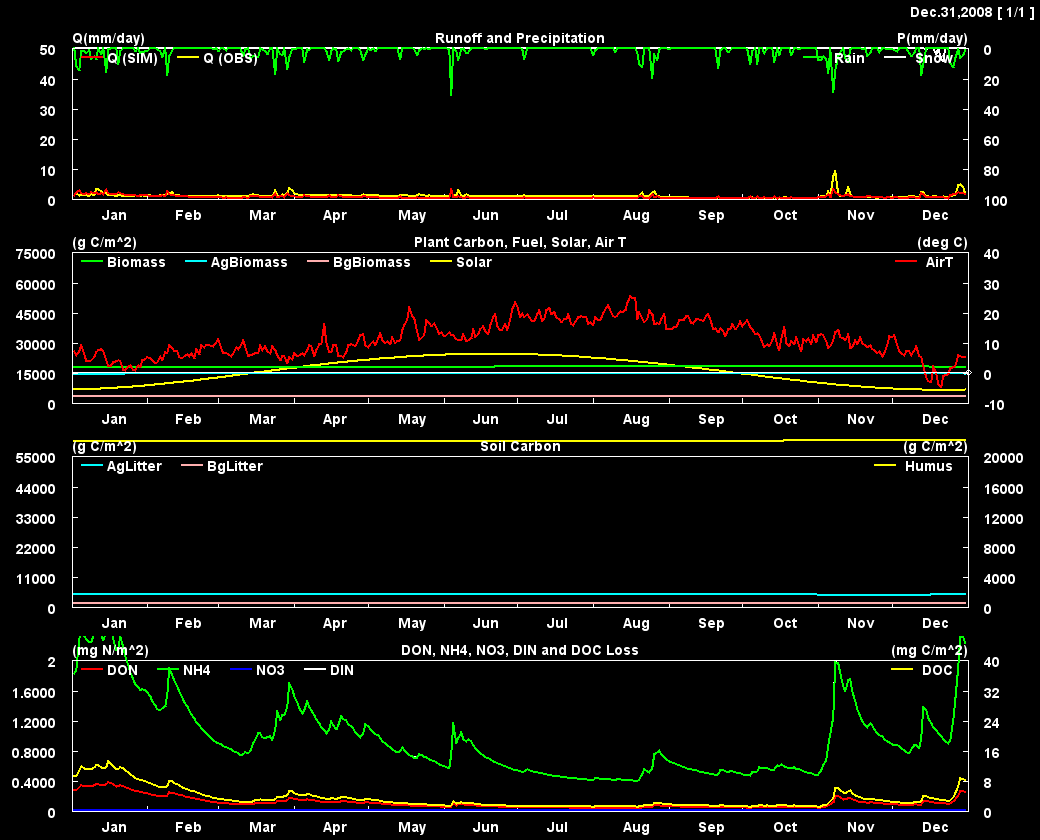 Dec.31,2008 [ 1/1 ]
Q(mm/day) Runoff and Precipitation P(mm/day)
50 Q (SIM) Q (OBS) Rain Snow 0
40 20
30 40
20 60
10 80
0 100
Jan Feb Mar Apr May Jun Jul Aug Sep Oct Nov Dec
(g C/m^2) Plant Carbon, Fuel, Solar, Air T (deg C)
75000 Biomass AgBiomass BgBiomass Solar AirT 40
60000 30
45000 20
30000 10
15000 0
0 -10
Jan Feb Mar Apr May Jun Jul Aug Sep Oct Nov Dec
(g C/m^2) Soil Carbon (g C/m^2)
55000 AgLitter BgLitter Humus 20000
44000 16000
33000 12000
22000 8000
11000 4000
0 0
Jan Feb Mar Apr May Jun Jul Aug Sep Oct Nov Dec
(mg N/m^2) DON, NH4, NO3, DIN and DOC Loss (mg C/m^2)
2 DON NH4 NO3 DIN DOC 40
1.6000 32
1.2000 24
0.8000 16
0.4000 8
0 0
Jan Feb Mar Apr May Jun Jul Aug Sep Oct Nov Dec